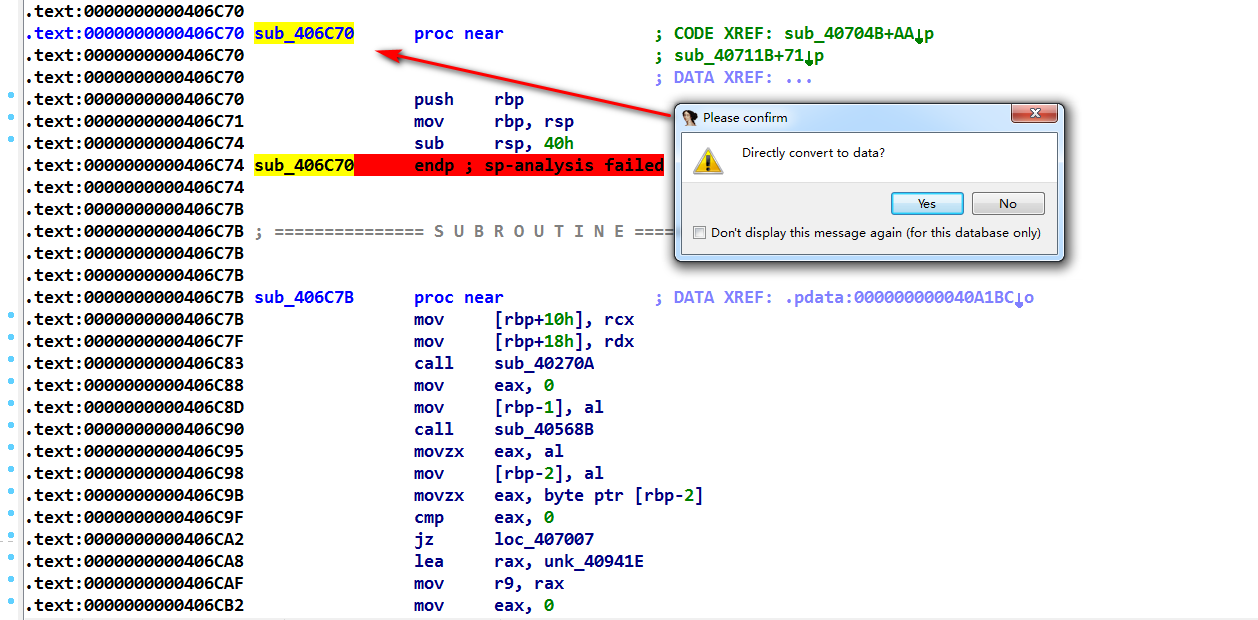 .text:0000000000406C70
.text:0000000000406C70 sub_406C70 proc near ; CODE XREF: sub_40704B+AA↓p
.text:0000000000406C70 ; sub_40711B+71↓p
.text:0000000000406C70 ; DATA XREF: ...
.text:0000000000406C70 push rbp
.text:0000000000406C71 mov rbp, rsp
.text:0000000000406C74 sub rsp, 40h
.text:0000000000406C74 sub_406C70 endp ; sp-analysis failed
.text:0000000000406C74
.text:0000000000406C7B
.text:0000000000406C7B ; =============== S U B R O U T I N E ====
.text:0000000000406C7B
.text:0000000000406C7B
.text:0000000000406C7B sub_406C7B proc near ; DATA XREF: .pdata:000000000040A1BC↓o
.text:0000000000406C7B mov [rbp+10h], rcx
.text:0000000000406C7F mov [rbp+18h], rdx
.text:0000000000406C83 call sub_40270A
.text:0000000000406C88 mov eax, 0
.text:0000000000406C8D mov [rbp-1], al
.text:0000000000406C90 call sub_40568B
.text:0000000000406C95 movzx eax, al
.text:0000000000406C98 mov [rbp-2], al
.text:0000000000406C9B movzx eax, byte ptr [rbp-2]
.text:0000000000406C9F cmp eax, 0
.text:0000000000406CA2 jz loc_407007
.text:0000000000406CA8 lea rax, unk_40941E
.text:0000000000406CAF mov r9, rax
.text:0000000000406CB2 mov eax, 0
Please confirm
Directly convert to data?
Yes No
Don't display this message again (for this database only)